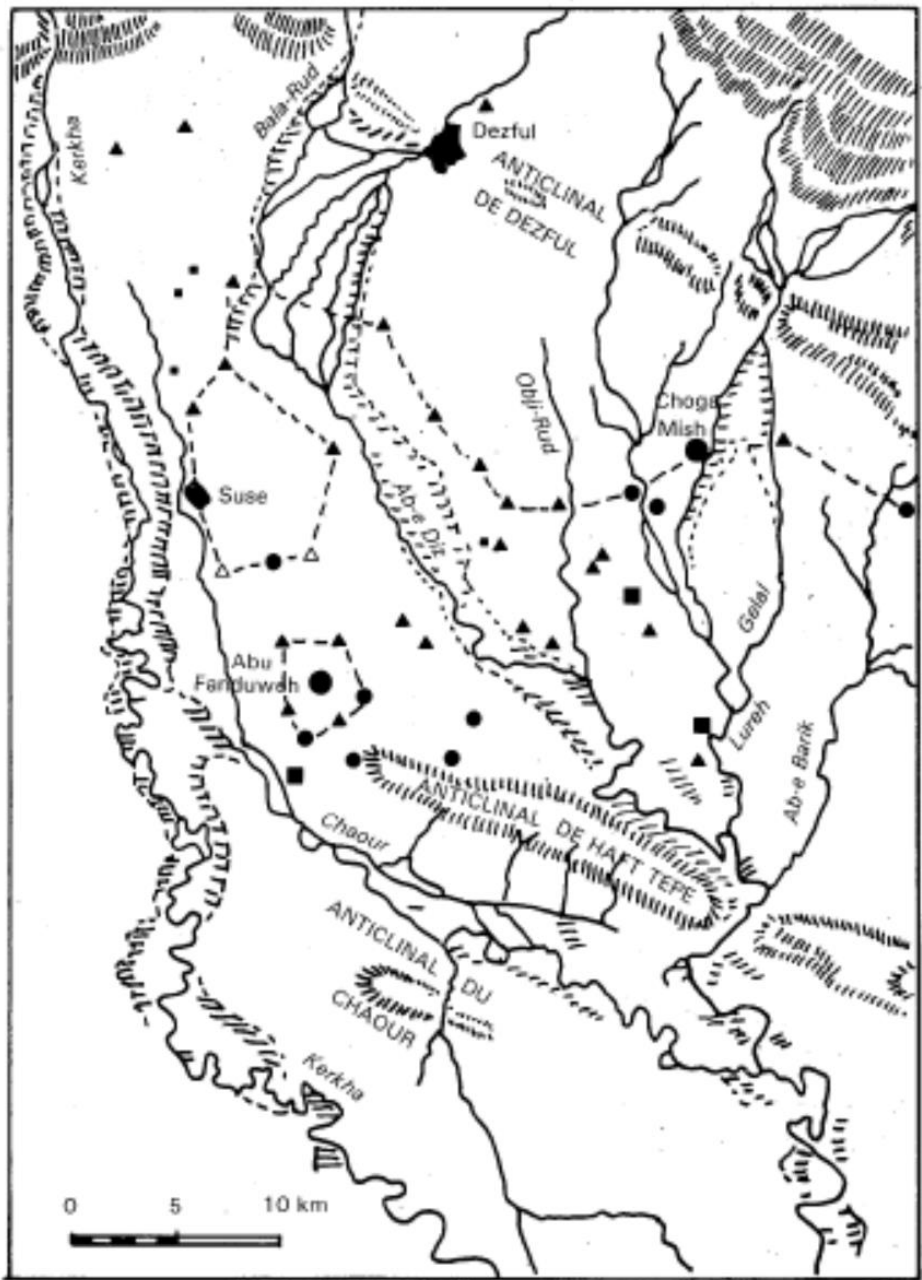 Kerkha
Bala-Rud
Dezful
ANTICLINAL
DE DEZFUL
Obji-Rud
Choga
Mish
Suse
Ab-e Diz
Gelal
Abu
Fanduweh
Lureh
Ab-e Barik
ANTICLINAL DE HAFT TEPE
Chaour
ANTICLINAL DU
CHAOUR
Kerkha
0 5 10 km